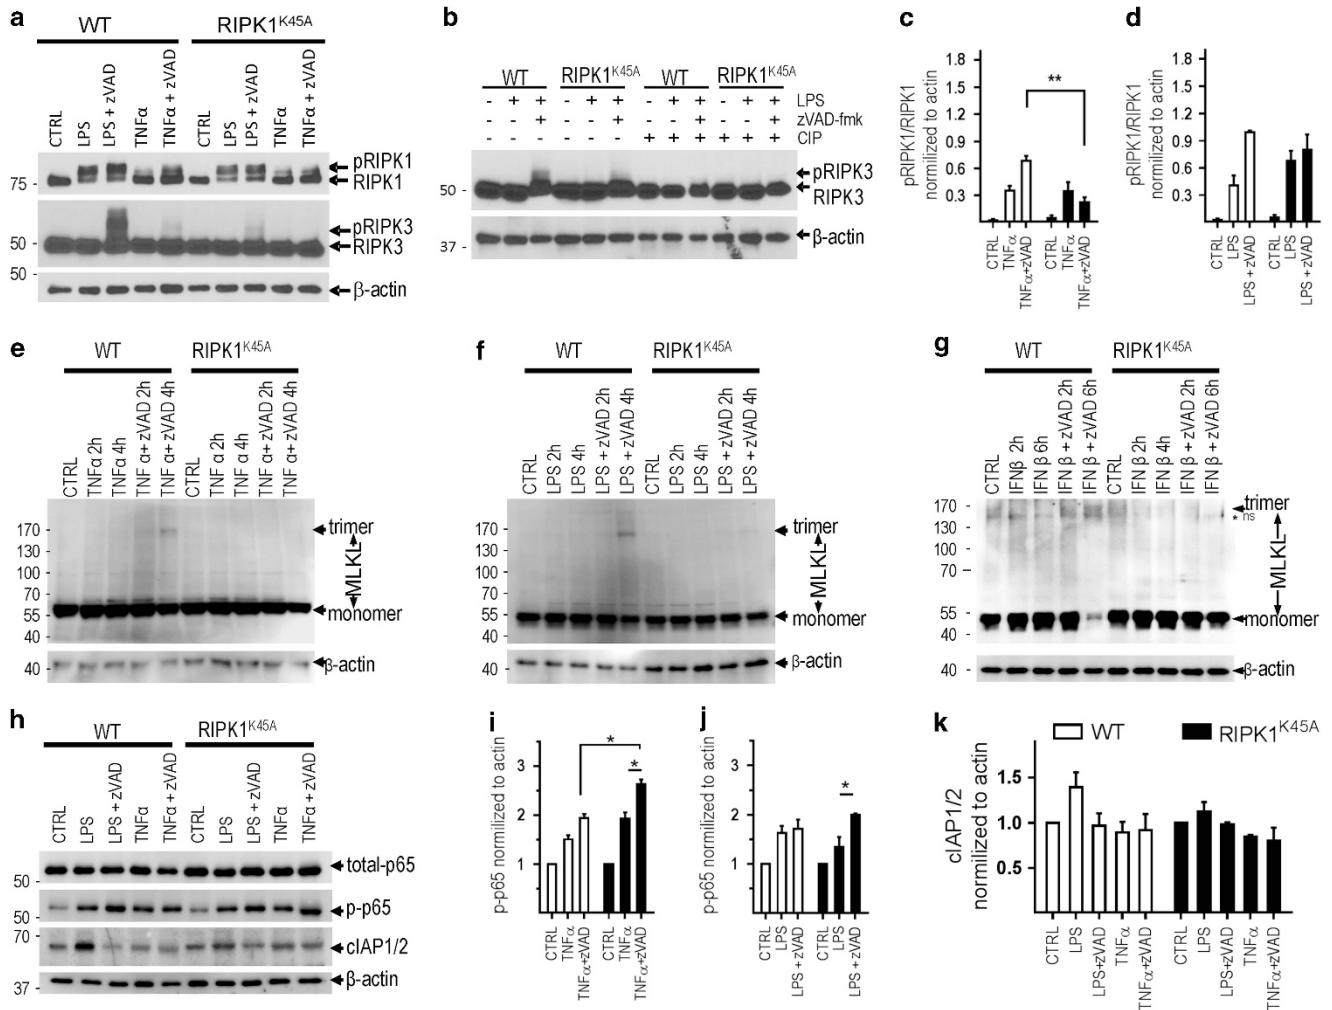 a
WT
RIPK1K45A
CTRL
LPS
LPS + zVAD
TNFα
TNFα + zVAD
CTRL
LPS
LPS + zVAD
TNFα
TNFα + zVAD
75 -
pRIPK1
RIPK1
50 -
pRIPK3
RIPK3
50 -
β-actin
b
WT
RIPK1K45A
WT
RIPK1K45A
- + + - + + - + + - + + LPS
- - + - - + - - + - - + zVAD-fmk
- - - - - - + + + + + + CIP
50 -
pRIPK3
RIPK3
37 -
β-actin
c
pRIPK1/RIPK1
normilized to actin
1.8
1.5
1.2
0.9
0.6
0.3
**
CTRL
TNFα
TNFα+zVAD
CTRL
TNFα
TNFα+zVAD
d
pRIPK1/RIPK1
normilized to actin
1.8
1.5
1.2
0.9
0.6
0.3
CTRL
LPS
LPS + zVAD
CTRL
LPS
LPS + zVAD
e
WT
RIPK1K45A
CTRL
TNFα 2h
TNFα 4h
TNF α+ zVAD 2h
TNF α+ zVAD 4h
CTRL
TNFα 2h
TNFα 4h
TNF α+ zVAD 2h
TNF α+ zVAD 4h
170
130
100
70
55
40
trimer
MLKL
monomer
40
β-actin
f
WT
RIPK1K45A
CTRL
LPS 2h
LPS 4h
LPS + zVAD 2h
LPS + zVAD 4h
CTRL
LPS 2h
LPS 4h
LPS + zVAD 2h
LPS + zVAD 4h
170
130
100
70
55
40
trimer
MLKL
monomer
40
β-actin
g
WT
RIPK1K45A
CTRL
IFNβ 2h
IFN β 6h
IFN β + zVAD 2h
IFN β + zVAD 6h
CTRL
IFN β 2h
IFN β 4h
IFN β + zVAD 2h
IFN β + zVAD 6h
170
130
100
70
55
40
trimer
* ns
MLKL
monomer
40
β-actin
h
WT
RIPK1K45A
CTRL
LPS
LPS + zVAD
TNFα
TNFα + zVAD
CTRL
LPS
LPS + zVAD
TNFα
TNFα + zVAD
50
total-p65
50
p-p65
70
cIAP1/2
37
β-actin
i
p-p65 normilized to actin
3
2
1
*
*
CTRL
TNFα
TNFα+zVAD
CTRL
TNFα
TNFα+zVAD
j
p-p65 normilized to actin
3
2
1
*
CTRL
LPS
LPS + zVAD
CTRL
LPS
LPS + zVAD
k
WT
RIPK1K45A
cIAP1/2
normilized to actin
1.5
1.0
0.5
CTRL
LPS
LPS+zVAD
TNFα
TNFα+zVAD
CTRL
LPS
LPS+zVAD
TNFα
TNFα+zVAD